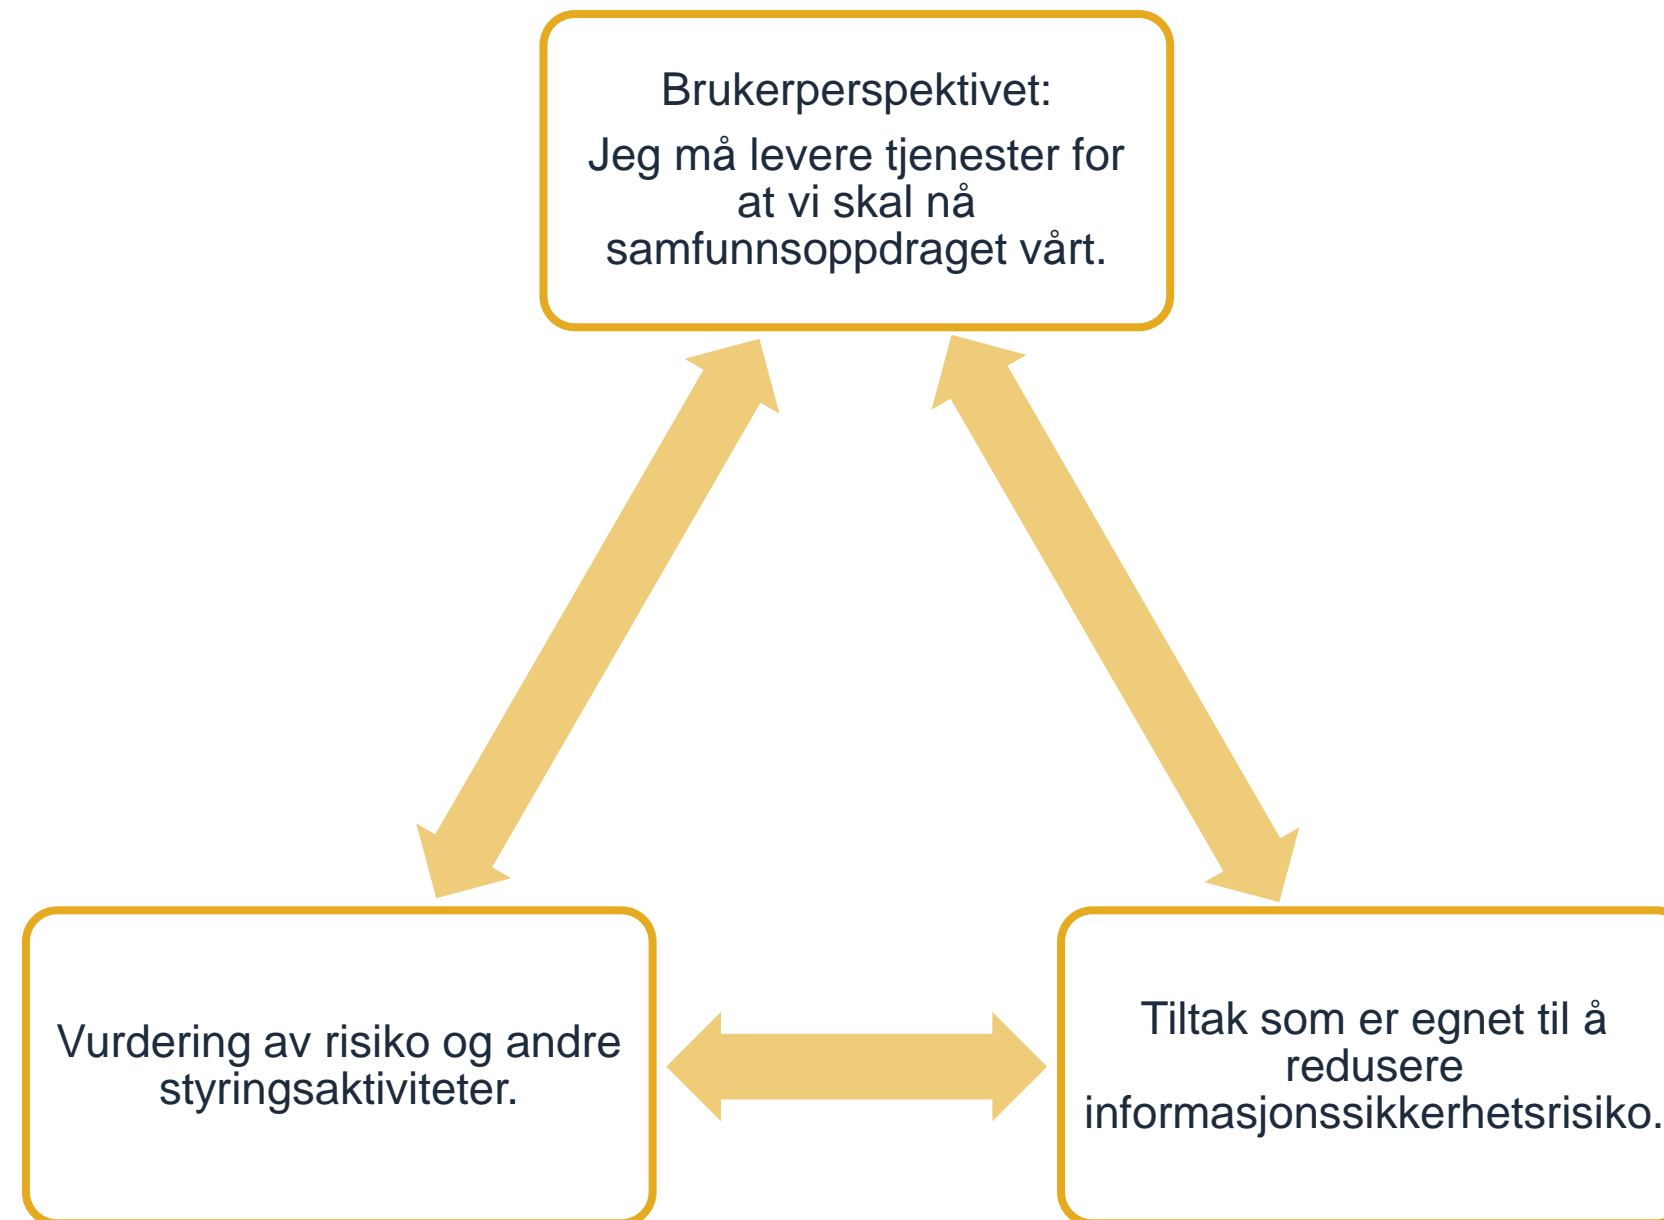 Brukerperspektivet:
Jeg må levere tjenester for
at vi skal nå
samfunnsoppdraget vårt.
Vurdering av risiko og andre
styringsaktiviteter.
Tiltak som er egnet til å
redusere
informasjonssikkerhetsrisiko.